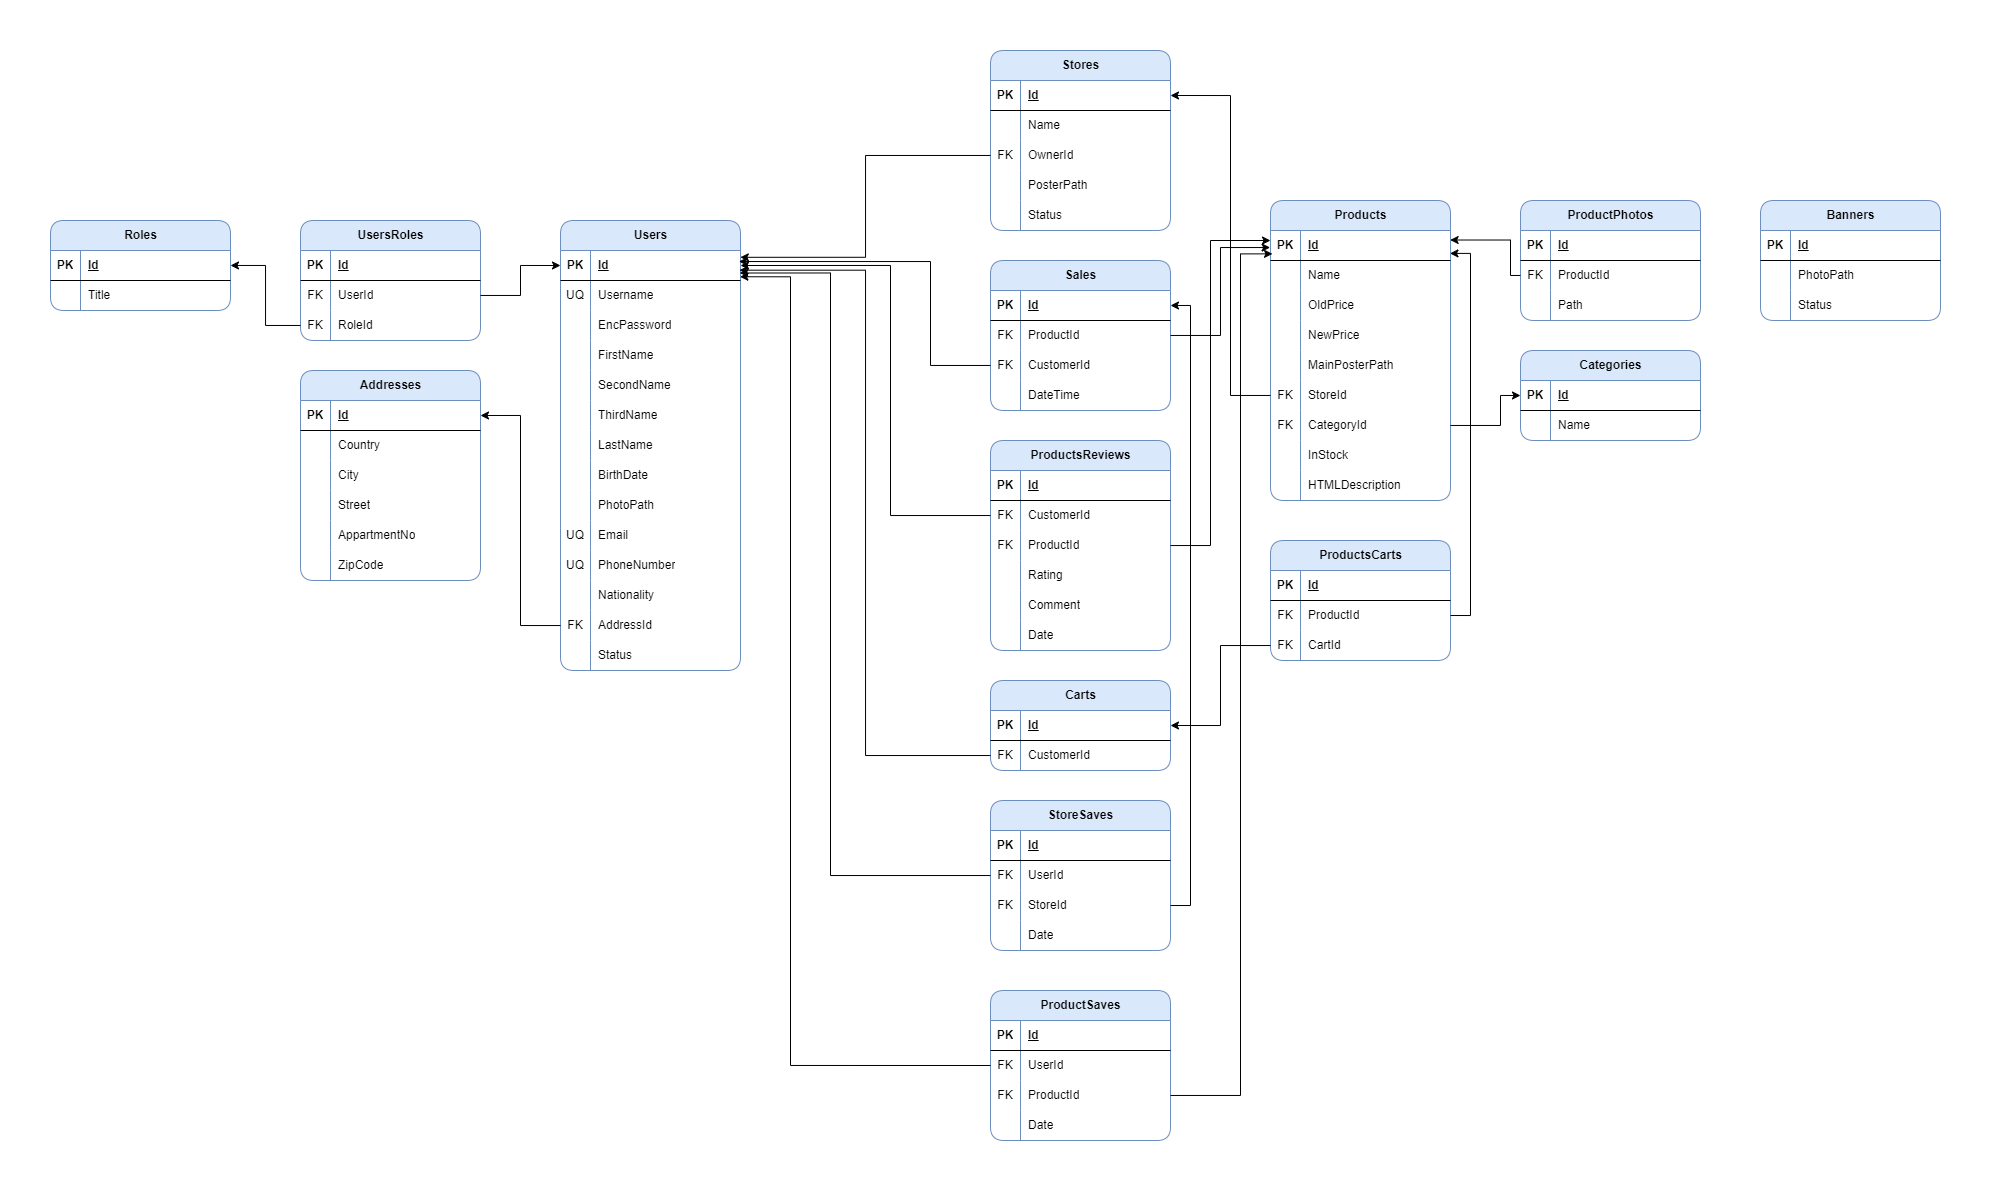 Roles
PK Id
Title
UsersRoles
PK Id
FK UserId
FK RoleId
Addresses
PK Id
Country
City
Street
AppartmentNo
ZipCode
Users
PK Id
UQ Username
EncPassword
FirstName
SecondName
ThirdName
LastName
BirthDate
PhotoPath
UQ Email
UQ PhoneNumber
Nationality
FK AddressId
Status
Stores
PK Id
Name
FK OwnerId
PosterPath
Status
Sales
PK Id
FK ProductId
FK CustomerId
DateTime
ProductsReviews
PK Id
FK CustomerId
FK ProductId
Rating
Comment
Date
Carts
PK Id
FK CustomerId
StoreSaves
PK Id
FK UserId
FK StoreId
Date
ProductSaves
PK Id
FK UserId
FK ProductId
Date
Products
PK Id
Name
OldPrice
NewPrice
MainPosterPath
FK StoreId
FK CategoryId
InStock
HTMLDescription
ProductsCarts
PK Id
FK ProductId
FK CartId
ProductPhotos
PK Id
FK ProductId
Path
Categories
PK Id
Name
Banners
PK Id
PhotoPath
Status